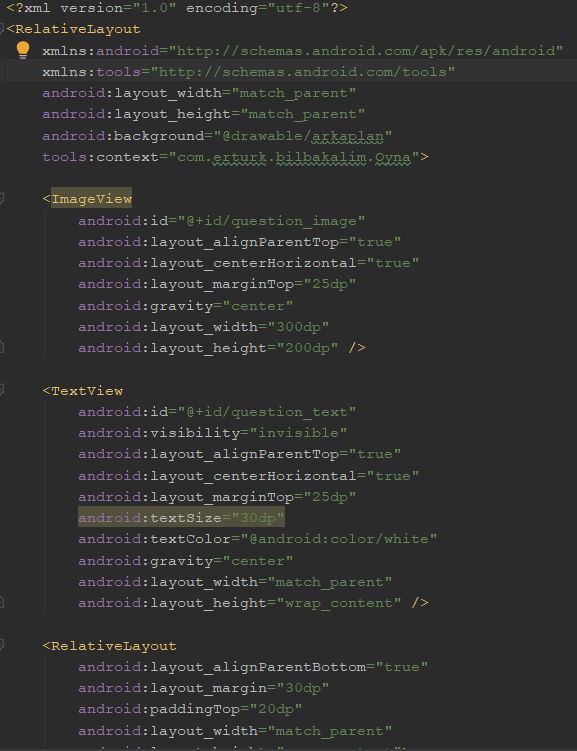 <?xml version="1.0" encoding="utf-8"?>
<RelativeLayout
xmlns:android="http://schemas.android.com/apk/res/android"
xmlns:tools="http://schemas.android.com/tools"
android:layout_width="match_parent"
android:layout_height="match_parent"
android:background="@drawable/arkaplan"
tools:context="com.erturk.bilbakalim.Oyna">
<ImageView
android:id="@+id/question_image"
android:layout_alignParentTop="true"
android:layout_centerHorizontal="true"
android:layout_marginTop="25dp"
android:gravity="center"
android:layout_width="300dp"
android:layout_height="200dp" />
<TextView
android:id="@+id/question_text"
android:visibility="invisible"
android:layout_alignParentTop="true"
android:layout_centerHorizontal="true"
android:layout_marginTop="25dp"
android:textSize="30dp"
android:textColor="@android:color/white"
android:gravity="center"
android:layout_width="match_parent"
android:layout_height="wrap_content" />
<RelativeLayout
android:layout_alignParentBottom="true"
android:layout_margin="30dp"
android:paddingTop="20dp"
android:layout_width="match_parent"